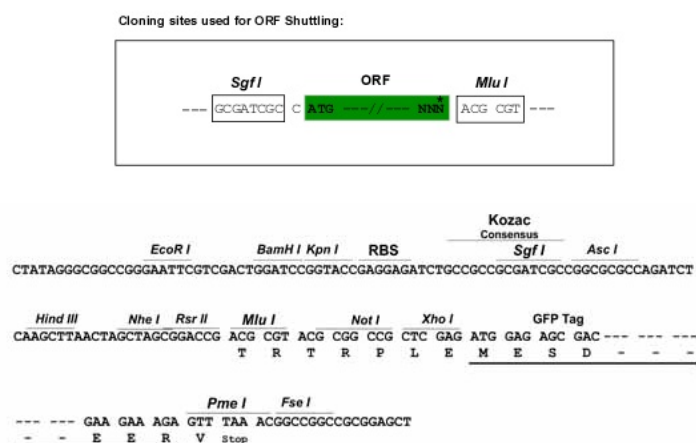 Cloning sites used for ORF Shuttling:
Sgf I ORF Mlu I
*
--- GCGATCGC C ATG ---//--- NNN ACG CGT ---
Kozac
Consensus
EcoR I BamH I Kpn I RBS Sgf I Asc I
CTATAGGGCGGCCGGGAATTCGTCGACTGGATCCGGTACCGAGGAGATCTGCCGCCGCGATCGCCGGCGCGCCAGATCT
Hind III Nhe I Rsr II Mlu I Not I Xho I GFP Tag
CAAGCTTAACTAGCTAGCGGACCG ACG CGT ACG CGG CCG CTC GAG ATG GAG AGC GAC --- --- ---
T R T R P L E M E S D - - -
Pme I Fse I
--- --- GAA GAA AGA GTT TAA ACGGCCGGCCGCGGAGCT
- - E E R V Stop